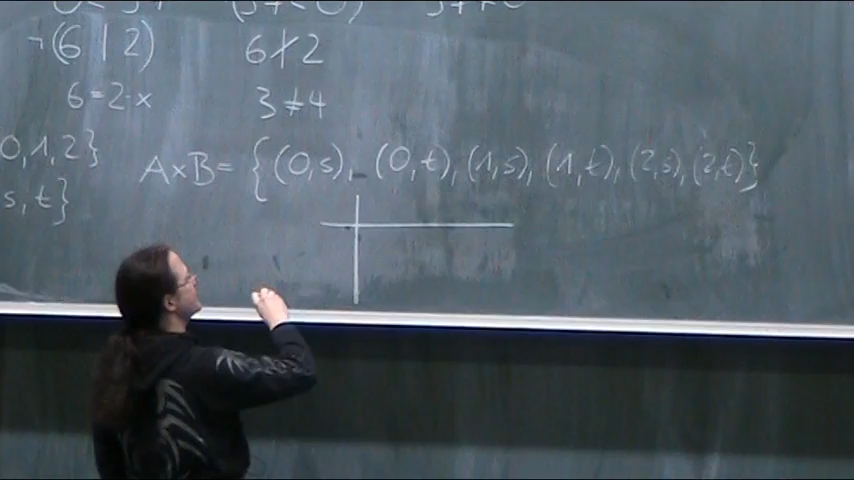 ¬(6 | 2) 6∤2
6=2·x 3≠4
0,1,2}
A×B= {(0,s), (0,t),(1,s),(1,t),(2,s),(2,t)}
s,t}